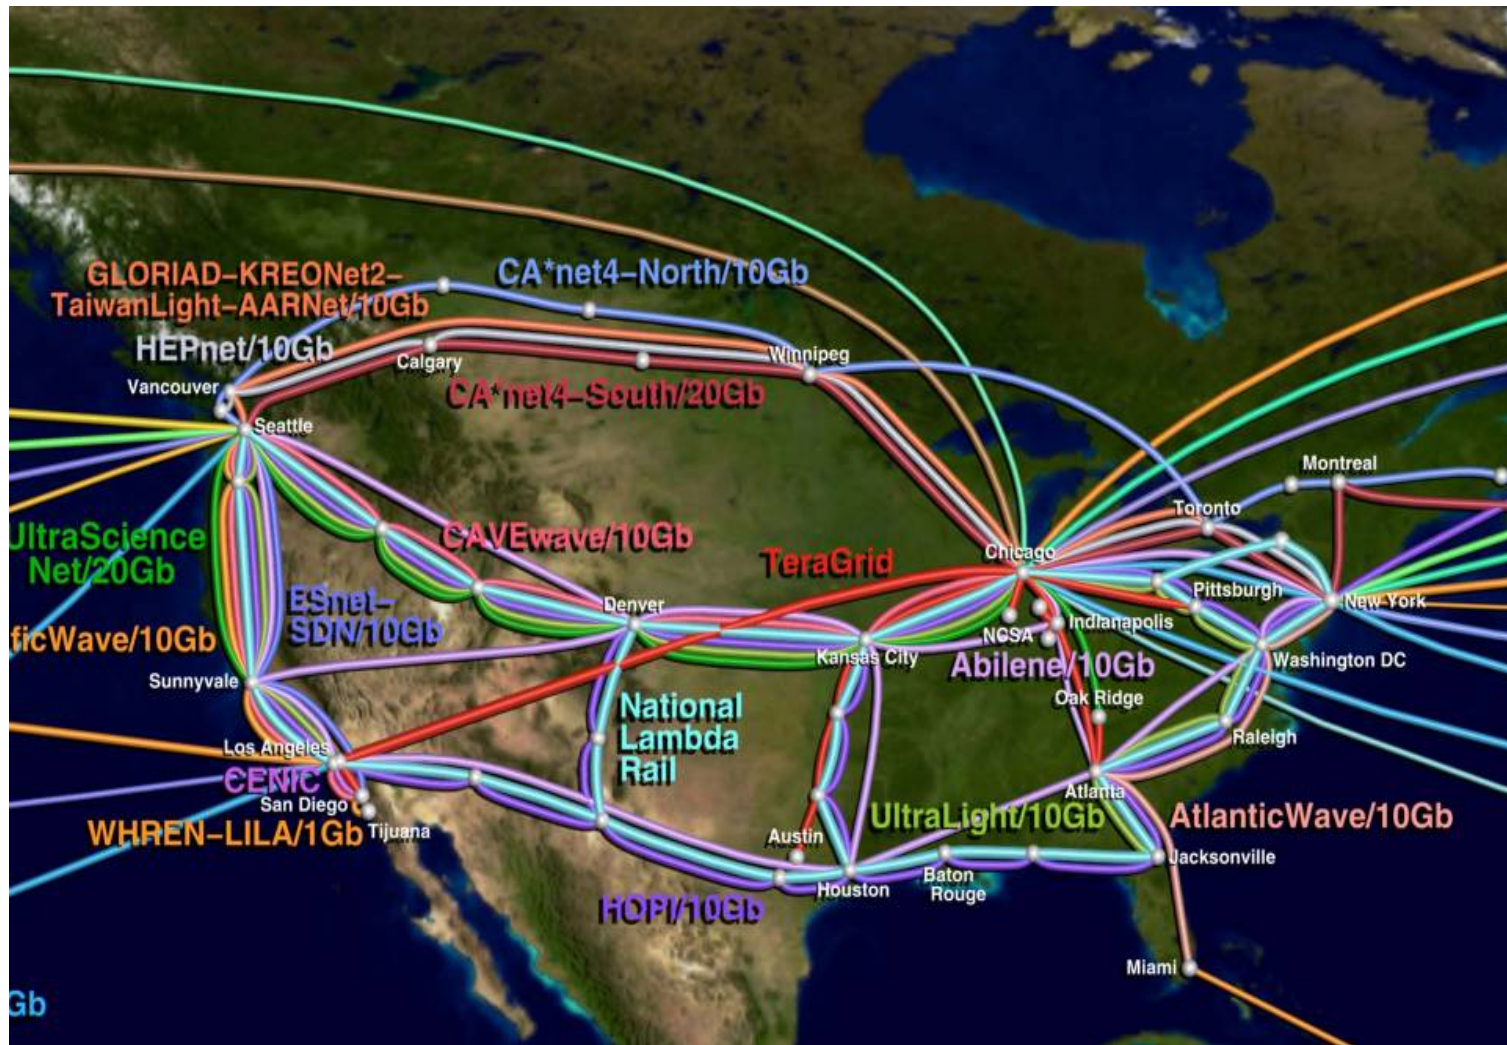 GLORIAD-KREONet2-
TaiwanLight-AARNet/10Gb
CA*net4-North/10Gb
HEPnet/10Gb
Calgary
Winnipeg
Vancouver
CA*net4-South/20Gb
Seattle
Montreal
Toronto
UltraScience
Net/20Gb
CAVEwave/10Gb
TeraGrid
Chicago
Pittsburgh
New York
ESnet-
SDN/10Gb
Denver
ficWave/10Gb
NCSA
Indianapolis
Kansas City
Abilene/10Gb
Washington DC
Sunnyvale
Oak Ridge
National
Lambda
Rail
Raleigh
Los Angeles
CENIC
San Diego
Atlanta
WHREN-LILA/1Gb
Tijuana
Austin
UltraLight/10Gb
AtlanticWave/10Gb
Jacksonville
Houston
Baton
Rouge
HOPI/10Gb
Miami
Gb